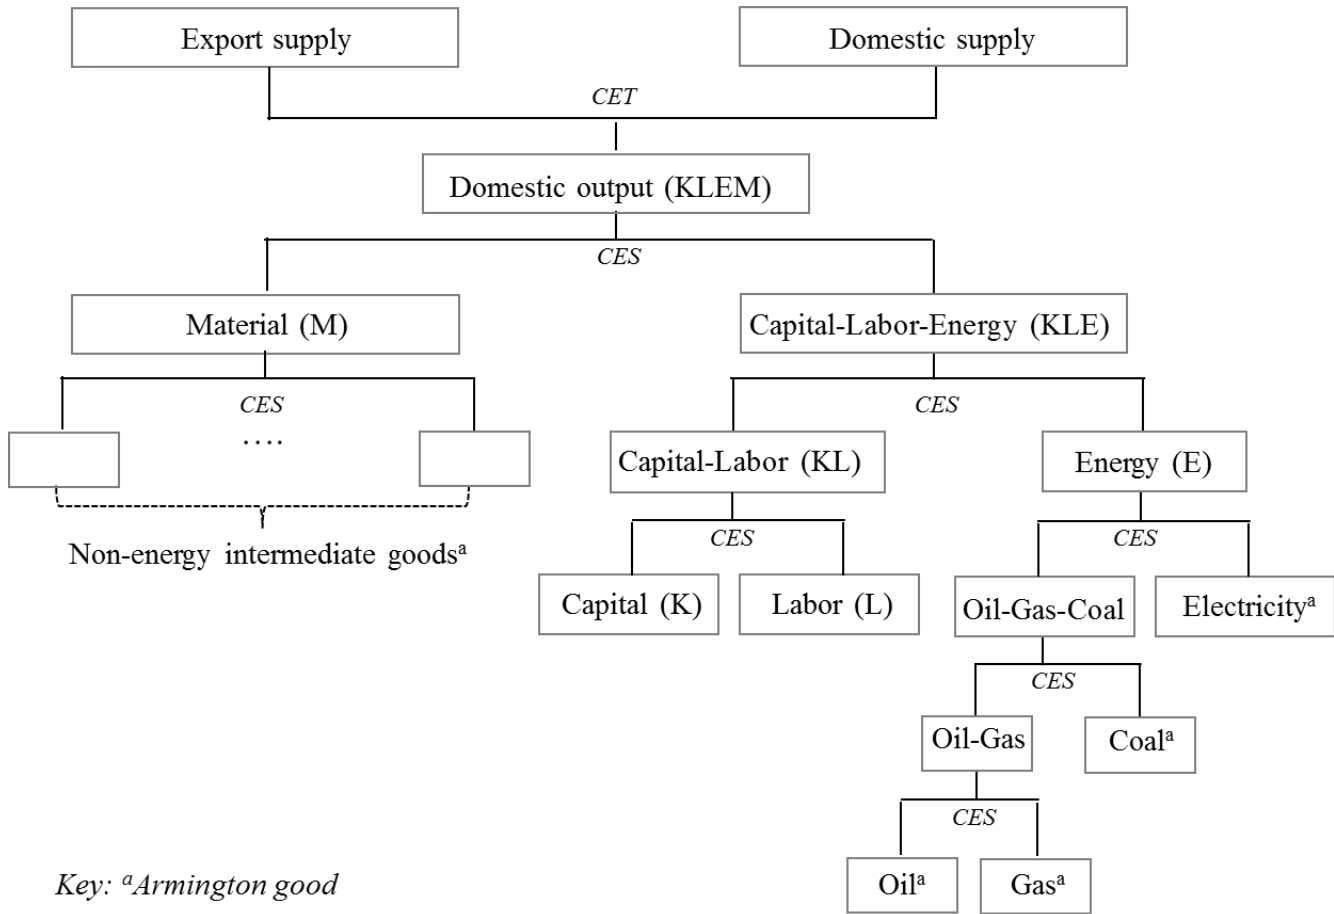 Export supply
Domestic supply
CET
Domestic output (KLEM)
CES
Material (M)
Capital-Labor-Energy (KLE)
CES
CES
....
Capital-Labor (KL)
Energy (E)
Non-energy intermediate goodsᵃ
CES
CES
Capital (K)
Labor (L)
Oil-Gas-Coal
Electricityᵃ
CES
Oil-Gas
Coalᵃ
CES
Oilᵃ
Gasᵃ
Key: ᵃArmington good